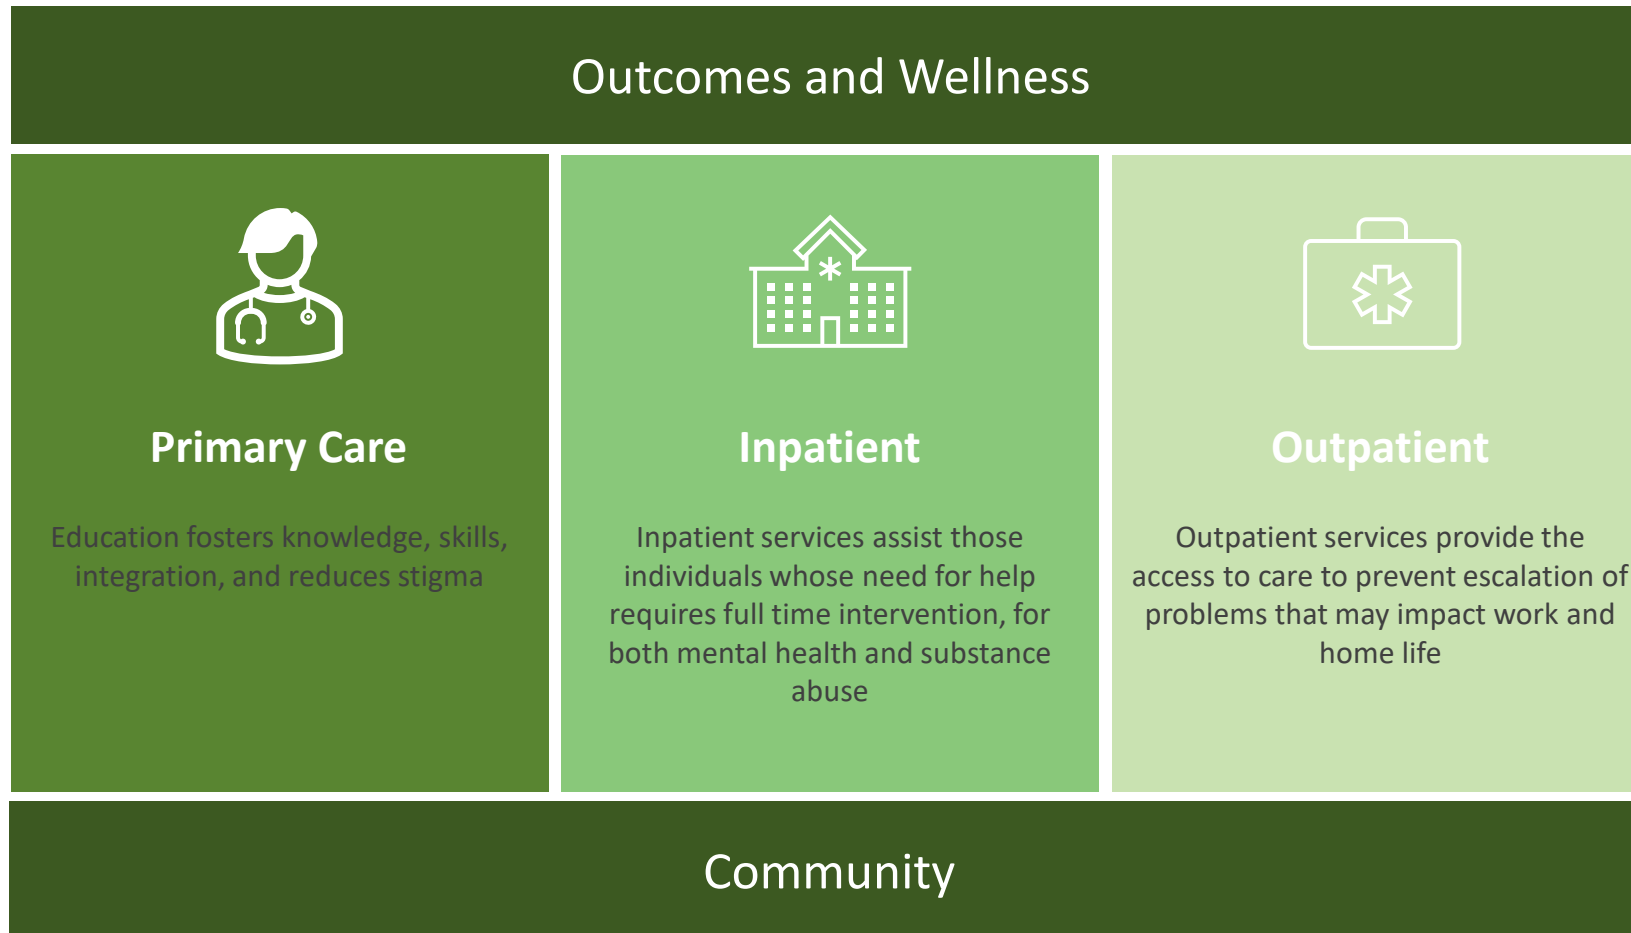 Outcomes and Wellness
Primary Care
Education fosters knowledge, skills,
integration, and reduces stigma
Inpatient
Inpatient services assist those
individuals whose need for help
requires full time intervention, for
both mental health and substance
abuse
Outpatient
Outpatient services provide the
access to care to prevent escalation of
problems that may impact work and
home life
Community